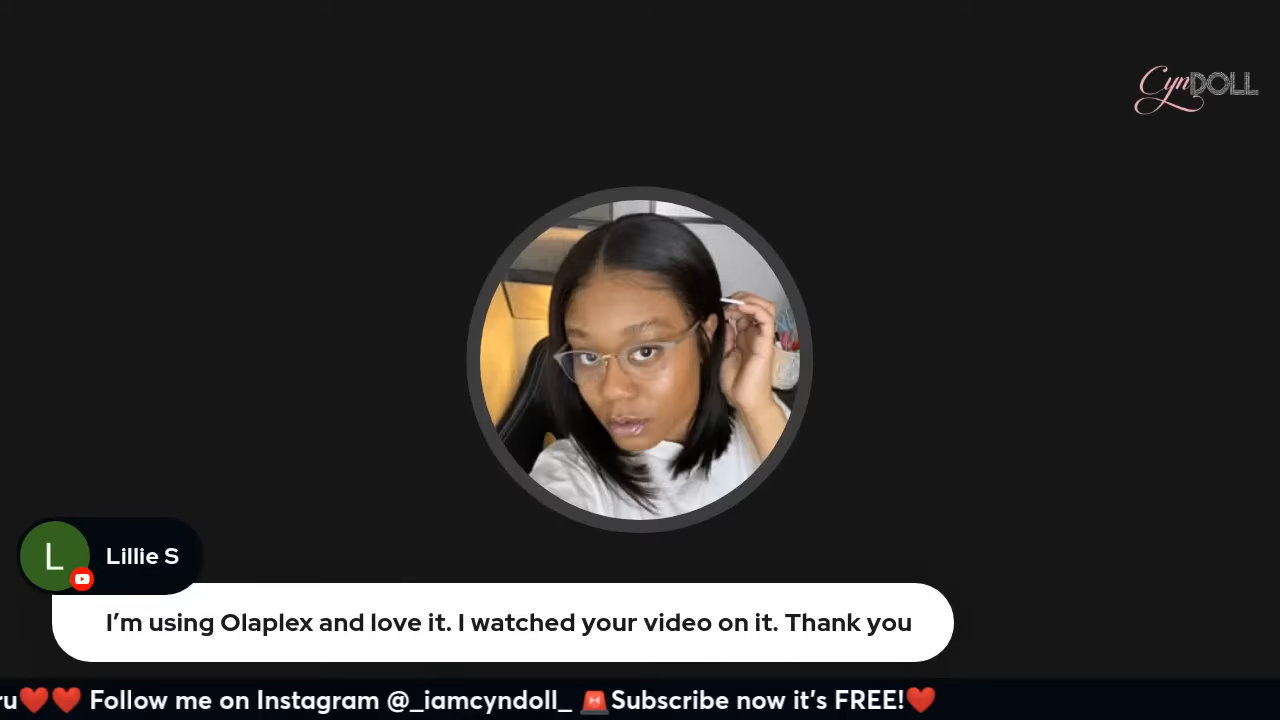 CynDOLL
L
Lillie S
I’m using Olaplex and love it. I watched your video on it. Thank you
ru❤️❤️ Follow me on Instagram @_iamcyndoll_ 🚨Subscribe now it's FREE!❤️